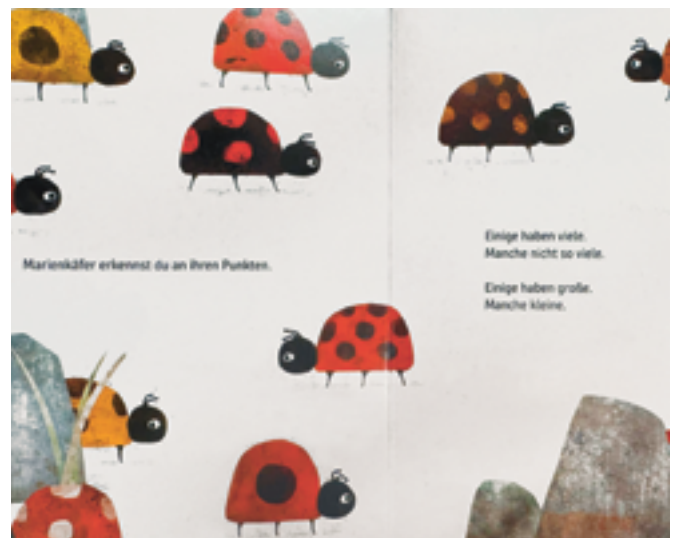 Marienkäfer erkennst du an ihren Punkten.
Einige haben viele.
Manche nicht so viele.
Einige haben große.
Manche kleine.